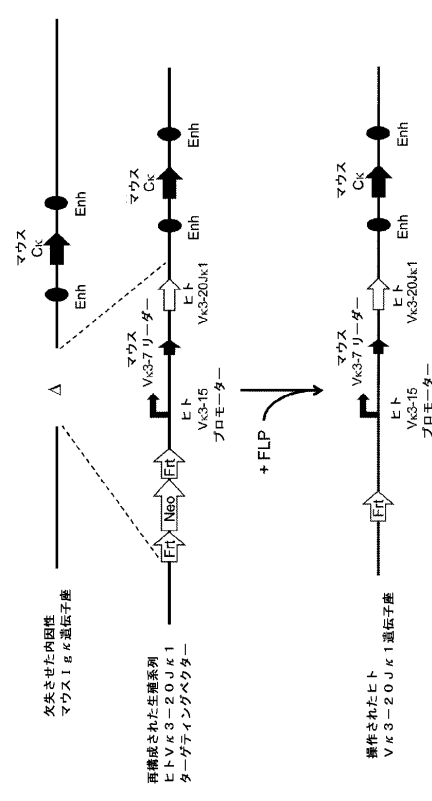 欠失させた内因性
マウスＩｇκ遺伝子座
Δ
マウス
Cκ
Enh
Enh
再構成された生殖系列
ヒトＶκ３－２０Ｊκ１
ターゲティングベクター
Frt
Neo
Frt
ヒト
Vκ3-15
プロモーター
マウス
Vκ3-7 リーダー
ヒト
Vκ3-20Jκ1
マウス
Cκ
Enh
Enh
+ FLP
操作されたヒト
Ｖκ３－２０Ｊκ１遺伝子座
Frt
ヒト
Vκ3-15
プロモーター
マウス
Vκ3-7 リーダー
ヒト
Vκ3-20Jκ1
マウス
Cκ
Enh
Enh